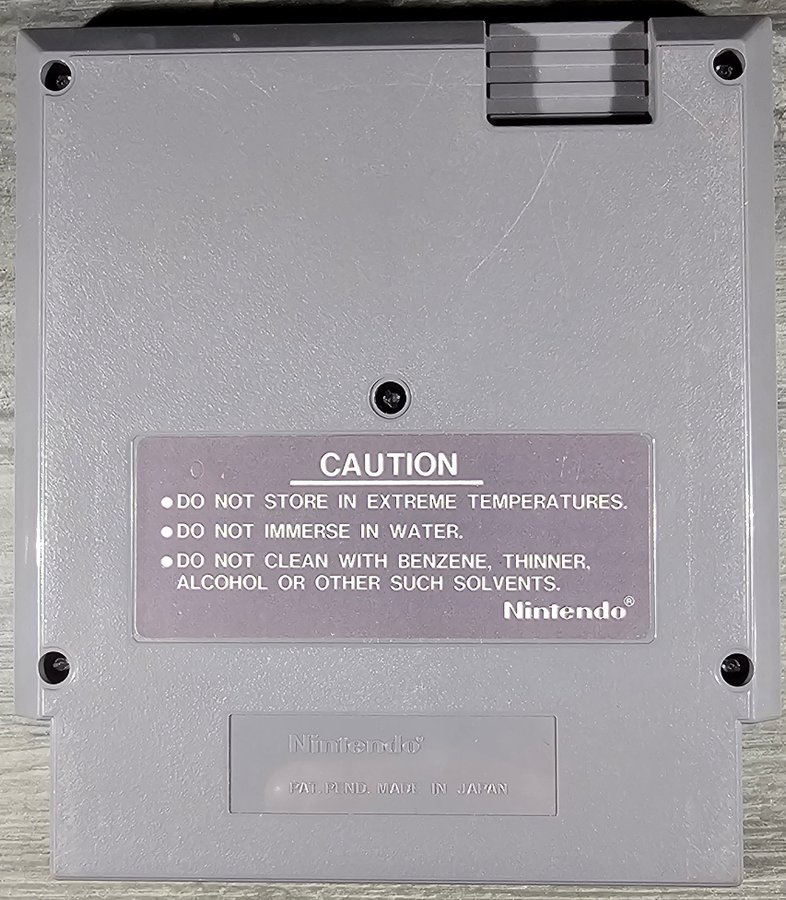 CAUTION
●DO NOT STORE IN EXTREME TEMPERATURES.
●DO NOT IMMERSE IN WATER.
●DO NOT CLEAN WITH BENZENE, THINNER,
ALCOHOL OR OTHER SUCH SOLVENTS.
Nintendo®
Nintendo®
PAT. PEND. MADE IN JAPAN